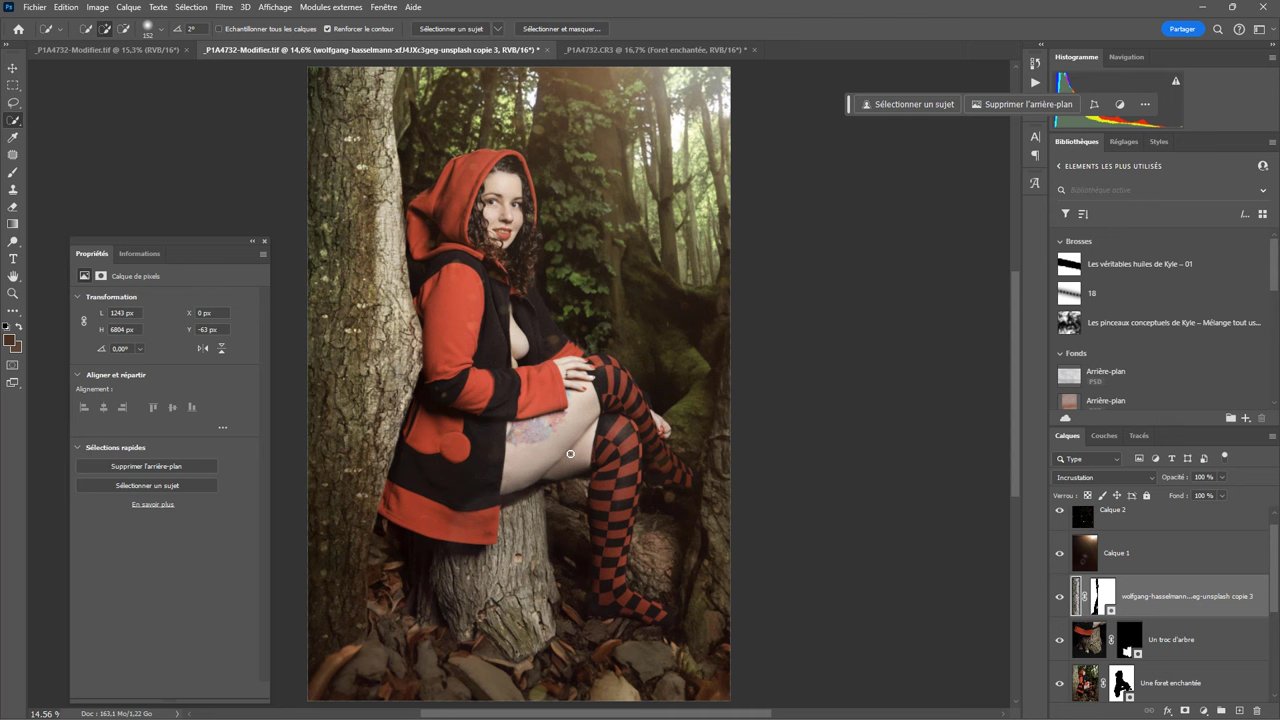 Fichier Edition Image Calque Texte Sélection Filtre 3D Affichage Modules externes Fenêtre Aide
152 2° Echantillonner tous les calques Renforcer le contour Sélectionner un sujet Sélectionner et masquer... Partager
_P1A4732-Modifier.tif @ 15,3% (RVB/16*) × _P1A4732-Modifier.tif @ 14,6% (wolfgang-hasselmann-xfJ4JXc3geg-unsplash copie 3, RVB/16*) * × _P1A4732.CR3 @ 16,7% (Foret enchantée, RVB/16*) * ×
Histogramme Navigation
Sélectionner un sujet Supprimer l'arrière-plan
Bibliothèques Réglages Styles
ELEMENTS LES PLUS UTILISÉS
Bibliothèque active
Brosses
Les véritables huiles de Kyle – 01
18
Les pinceaux conceptuels de Kyle – Mélange tout us...
Fonds
Arrière-plan
PSD
Arrière-plan
Propriétés Informations
Calque de pixels
Transformation
L 1243 px X 0 px
H 6804 px Y -63 px
0,00°
Aligner et répartir
Alignement :
Sélections rapides
Supprimer l'arrière-plan
Sélectionner un sujet
En savoir plus
Calques Couches Tracés
Type
Incrustation Opacité : 100 %
Verrou : Fond : 100 %
Calque 2
Calque 1
wolfgang-hasselmann...eg-unsplash copie 3
Un troc d'arbre
Une foret enchantée
14.56 % Doc : 163,1 Mo/1,22 Go